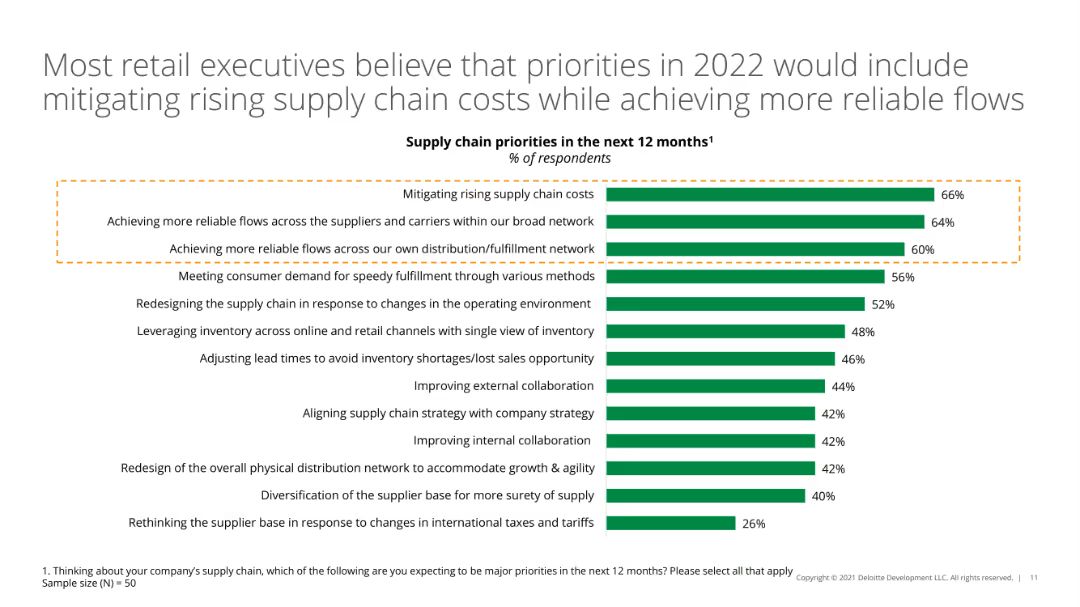 Most retail executives believe that priorities in 2022 would include
mitigating rising supply chain costs while achieving more reliable flows
Supply chain priorities in the next 12 months¹
% of respondents
Mitigating rising supply chain costs 66%
Achieving more reliable flows across the suppliers and carriers within our broad network 64%
Achieving more reliable flows across our own distribution/fulfillment network 60%
Meeting consumer demand for speedy fulfillment through various methods 56%
Redesigning the supply chain in response to changes in the operating environment 52%
Leveraging inventory across online and retail channels with single view of inventory 48%
Adjusting lead times to avoid inventory shortages/lost sales opportunity 46%
Improving external collaboration 44%
Aligning supply chain strategy with company strategy 42%
Improving internal collaboration 42%
Redesign of the overall physical distribution network to accommodate growth & agility 42%
Diversification of the supplier base for more surety of supply 40%
Rethinking the supplier base in response to changes in international taxes and tariffs 26%
1. Thinking about your company's supply chain, which of the following are you expecting to be major priorities in the next 12 months? Please select all that apply
Sample size (N) = 50
Copyright © 2021 Deloitte Development LLC. All rights reserved. | 11